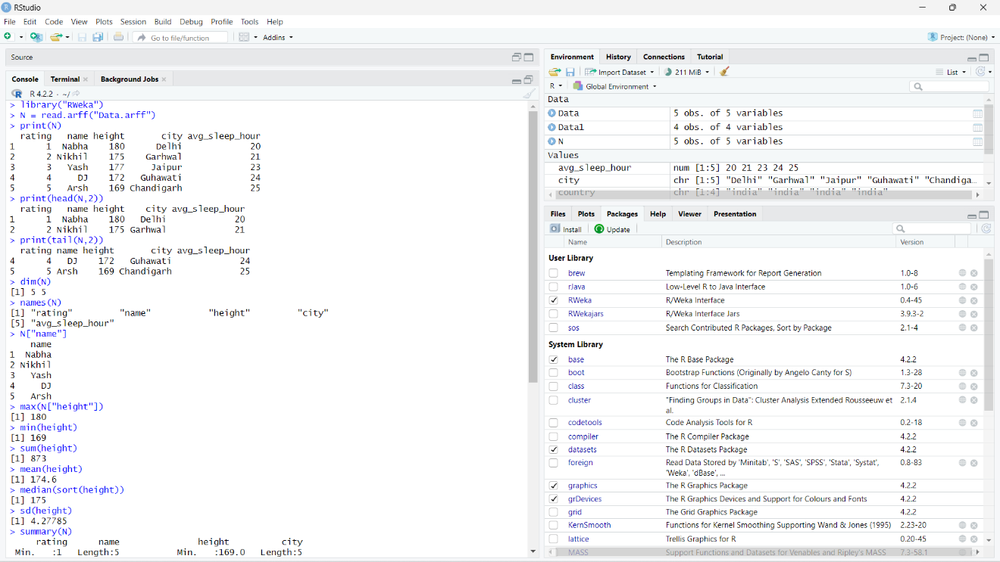 RStudio
File Edit Code View Plots Session Build Debug Profile Tools Help
Go to file/function Addins Project: (None)
Source
Console Terminal Background Jobs
R 4.2.2 · ~/
> library("RWeka")
> N = read.arff("Data.arff")
> print(N)
  rating   name height       city avg_sleep_hour
1      1  Nabha    180      Delhi             20
2      2 Nikhil    175    Garhwal             21
3      3   Yash    177     Jaipur             23
4      4     DJ    172   Guhawati             24
5      5   Arsh    169 Chandigarh             25
> print(head(N,2))
  rating   name height    city avg_sleep_hour
1      1  Nabha    180   Delhi             20
2      2 Nikhil    175 Garhwal             21
> print(tail(N,2))
  rating name height       city avg_sleep_hour
4      4   DJ    172   Guhawati             24
5      5 Arsh    169 Chandigarh             25
> dim(N)
[1] 5 5
> names(N)
[1] "rating"         "name"           "height"         "city"
[5] "avg_sleep_hour"
> N["name"]
    name
1  Nabha
2 Nikhil
3   Yash
4     DJ
5   Arsh
> max(N["height"])
[1] 180
> min(height)
[1] 169
> sum(height)
[1] 873
> mean(height)
[1] 174.6
> median(sort(height))
[1] 175
> sd(height)
[1] 4.27785
> summary(N)
     rating      name               height          city
 Min.   :1   Length:5           Min.   :169.0   Length:5
Environment History Connections Tutorial
Import Dataset 211 MiB List
R Global Environment
Data
Data 5 obs. of 5 variables
Data1 4 obs. of 4 variables
N 5 obs. of 5 variables
Values
avg_sleep_hour num [1:5] 20 21 23 24 25
city chr [1:5] "Delhi" "Garhwal" "Jaipur" "Guhawati" "Chandiga...
country chr [1:4] "india" "india" "india" "india"
Files Plots Packages Help Viewer Presentation
Install Update
Name Description Version
User Library
brew Templating Framework for Report Generation 1.0-8
rJava Low-Level R to Java Interface 1.0-6
RWeka R/Weka Interface 0.4-45
RWekajars R/Weka Interface Jars 3.9.3-2
sos Search Contributed R Packages, Sort by Package 2.1-4
System Library
base The R Base Package 4.2.2
boot Bootstrap Functions (Originally by Angelo Canty for S) 1.3-28
class Functions for Classification 7.3-20
cluster "Finding Groups in Data": Cluster Analysis Extended Rousseeuw et 2.1.4
al.
codetools Code Analysis Tools for R 0.2-18
compiler The R Compiler Package 4.2.2
datasets The R Datasets Package 4.2.2
foreign Read Data Stored by 'Minitab', 'S', 'SAS', 'SPSS', 'Stata', 'Systat', 0.8-83
'Weka', 'dBase', ...
graphics The R Graphics Package 4.2.2
grDevices The R Graphics Devices and Support for Colours and Fonts 4.2.2
grid The Grid Graphics Package 4.2.2
KernSmooth Functions for Kernel Smoothing Supporting Wand & Jones (1995) 2.23-20
lattice Trellis Graphics for R 0.20-45
MASS Support Functions and Datasets for Venables and Ripley's MASS 7.3-58.1